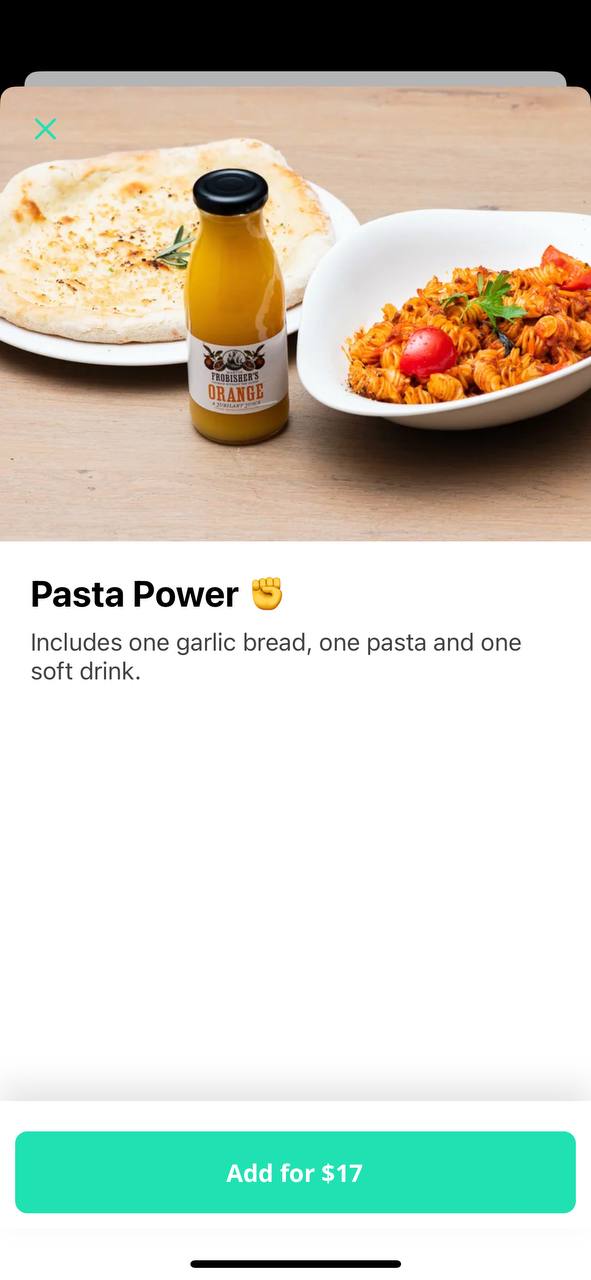 FROBISHER'S
ORANGE
A JUBILANT JUICE
Pasta Power ✊
Includes one garlic bread, one pasta and one
soft drink.
Add for $17